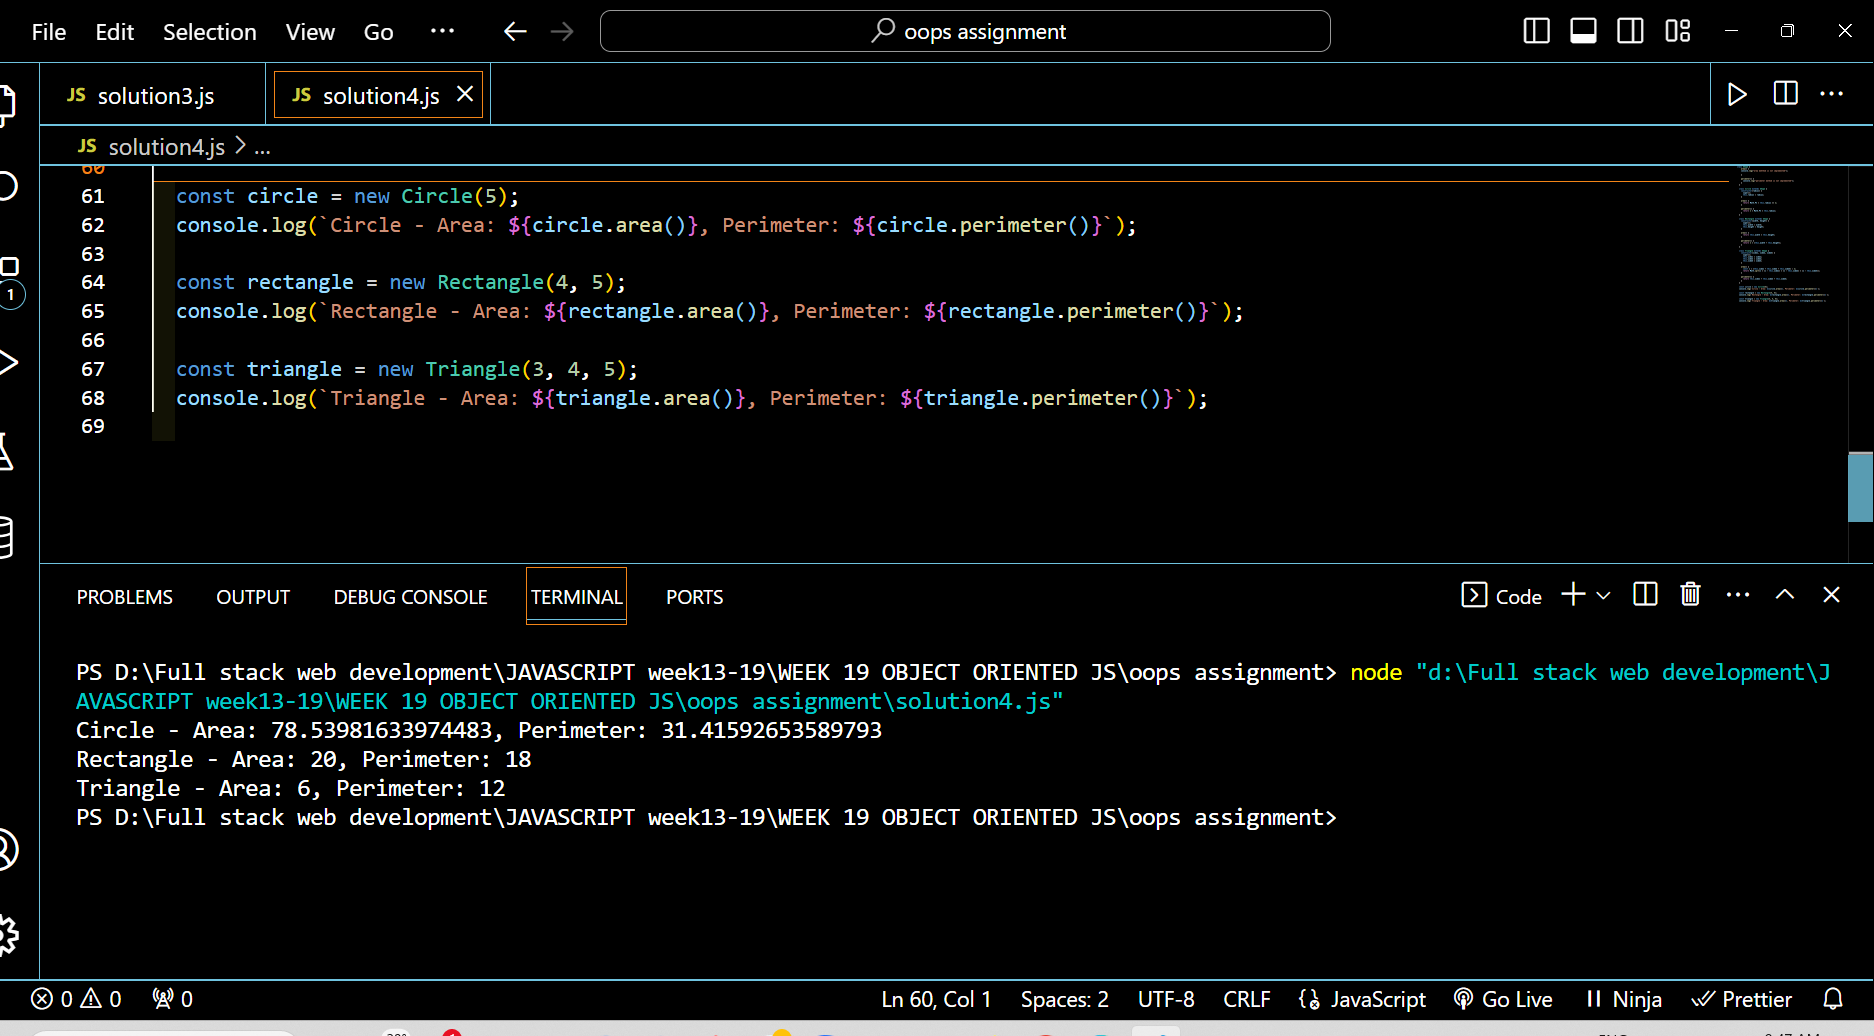 File Edit Selection View Go ··· oops assignment
JS solution3.js JS solution4.js
JS solution4.js > ...
60
61 const circle = new Circle(5);
62 console.log(`Circle - Area: ${circle.area()}, Perimeter: ${circle.perimeter()}`);
63
64 const rectangle = new Rectangle(4, 5);
65 console.log(`Rectangle - Area: ${rectangle.area()}, Perimeter: ${rectangle.perimeter()}`);
66
67 const triangle = new Triangle(3, 4, 5);
68 console.log(`Triangle - Area: ${triangle.area()}, Perimeter: ${triangle.perimeter()}`);
69
1
PROBLEMS OUTPUT DEBUG CONSOLE TERMINAL PORTS Code
PS D:\Full stack web development\JAVASCRIPT week13-19\WEEK 19 OBJECT ORIENTED JS\oops assignment> node "d:\Full stack web development\J
AVASCRIPT week13-19\WEEK 19 OBJECT ORIENTED JS\oops assignment\solution4.js"
Circle - Area: 78.53981633974483, Perimeter: 31.41592653589793
Rectangle - Area: 20, Perimeter: 18
Triangle - Area: 6, Perimeter: 12
PS D:\Full stack web development\JAVASCRIPT week13-19\WEEK 19 OBJECT ORIENTED JS\oops assignment>
0 0 0 Ln 60, Col 1 Spaces: 2 UTF-8 CRLF JavaScript Go Live Ninja Prettier